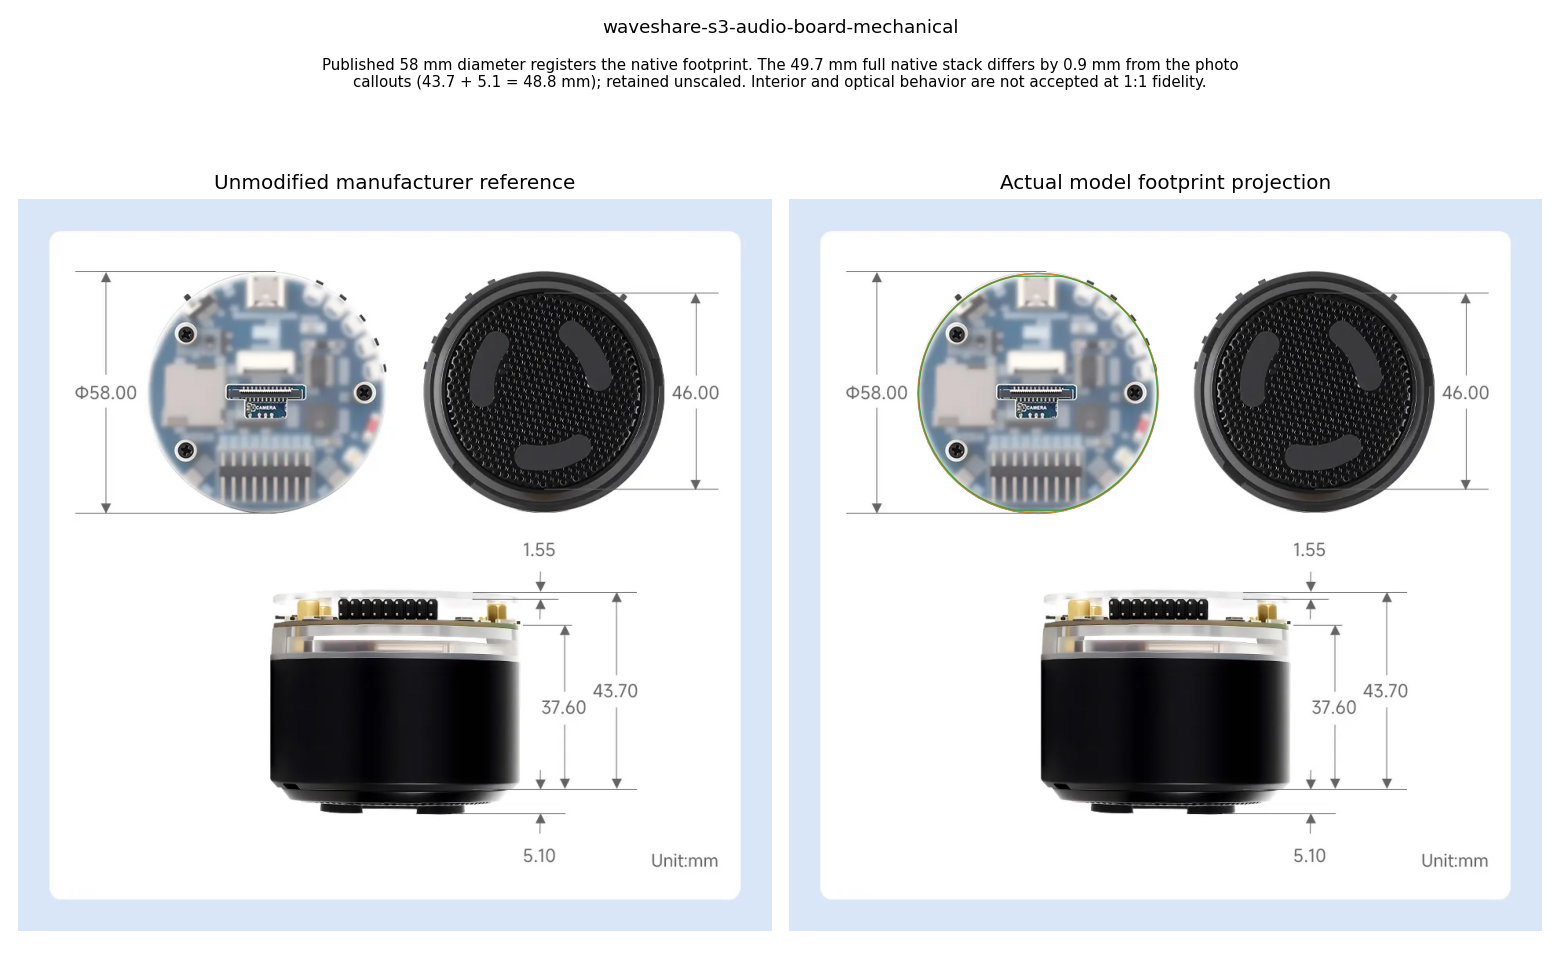 waveshare-s3-audio-board-mechanical
Published 58 mm diameter registers the native footprint. The 49.7 mm full native stack differs by 0.9 mm from the photo
callouts (43.7 + 5.1 = 48.8 mm); retained unscaled. Interior and optical behavior are not accepted at 1:1 fidelity.
Unmodified manufacturer reference
Φ58.00
CAMERA
46.00
1.55
43.70
37.60
5.10
Unit:mm
Actual model footprint projection
Φ58.00
CAMERA
46.00
1.55
43.70
37.60
5.10
Unit:mm